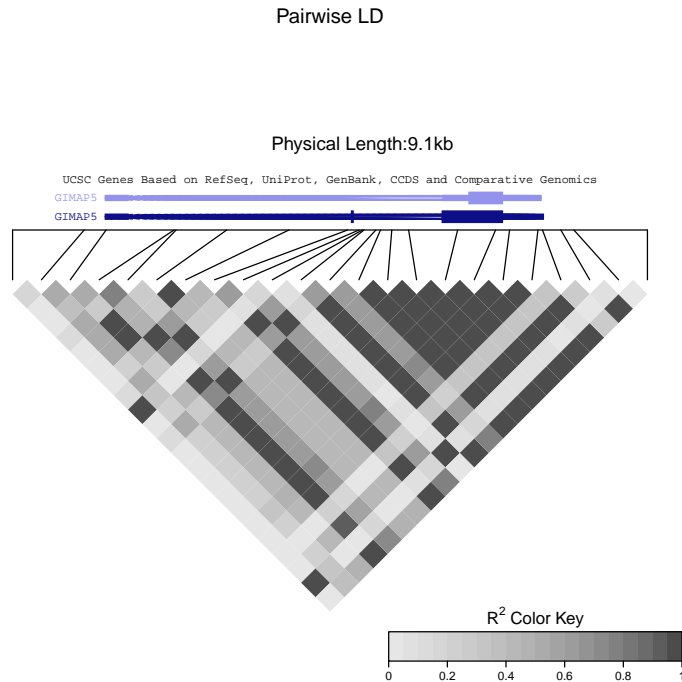 Pairwise LD
Physical Length:9.1kb
UCSC Genes Based on RefSeq, UniProt, GenBank, CCDS and Comparative Genomics
GIMAP5
GIMAP5
R² Color Key
0 0.2 0.4 0.6 0.8 1